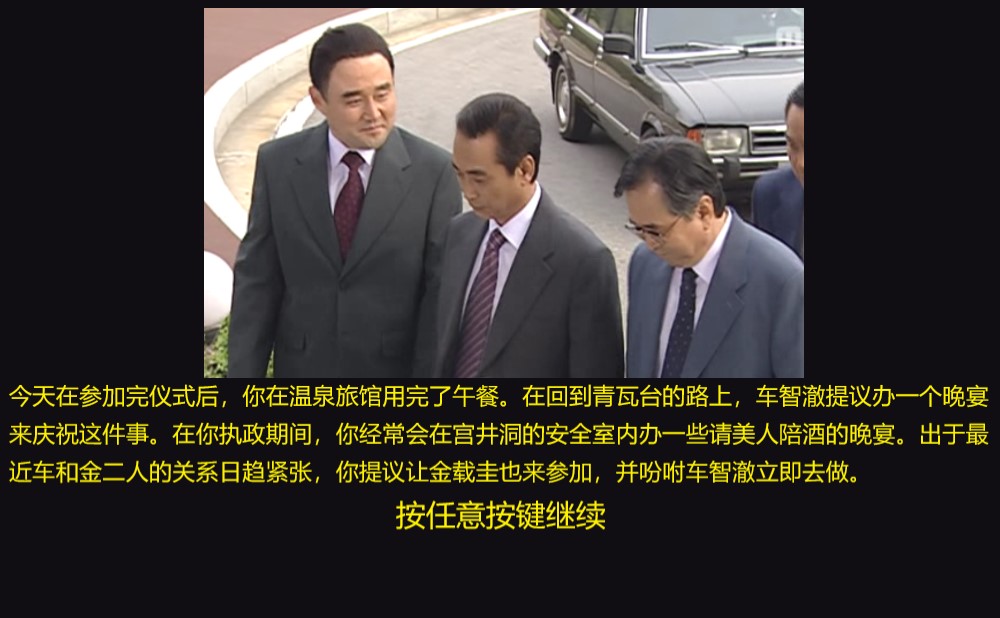 今天在参加完仪式后，你在温泉旅馆用完了午餐。在回到青瓦台的路上，车智澈提议办一个晚宴
来庆祝这件事。在你执政期间，你经常会在宫井洞的安全室内办一些请美人陪酒的晚宴。出于最
近车和金二人的关系日趋紧张，你提议让金载圭也来参加，并吩咐车智澈立即去做。
按任意按键继续